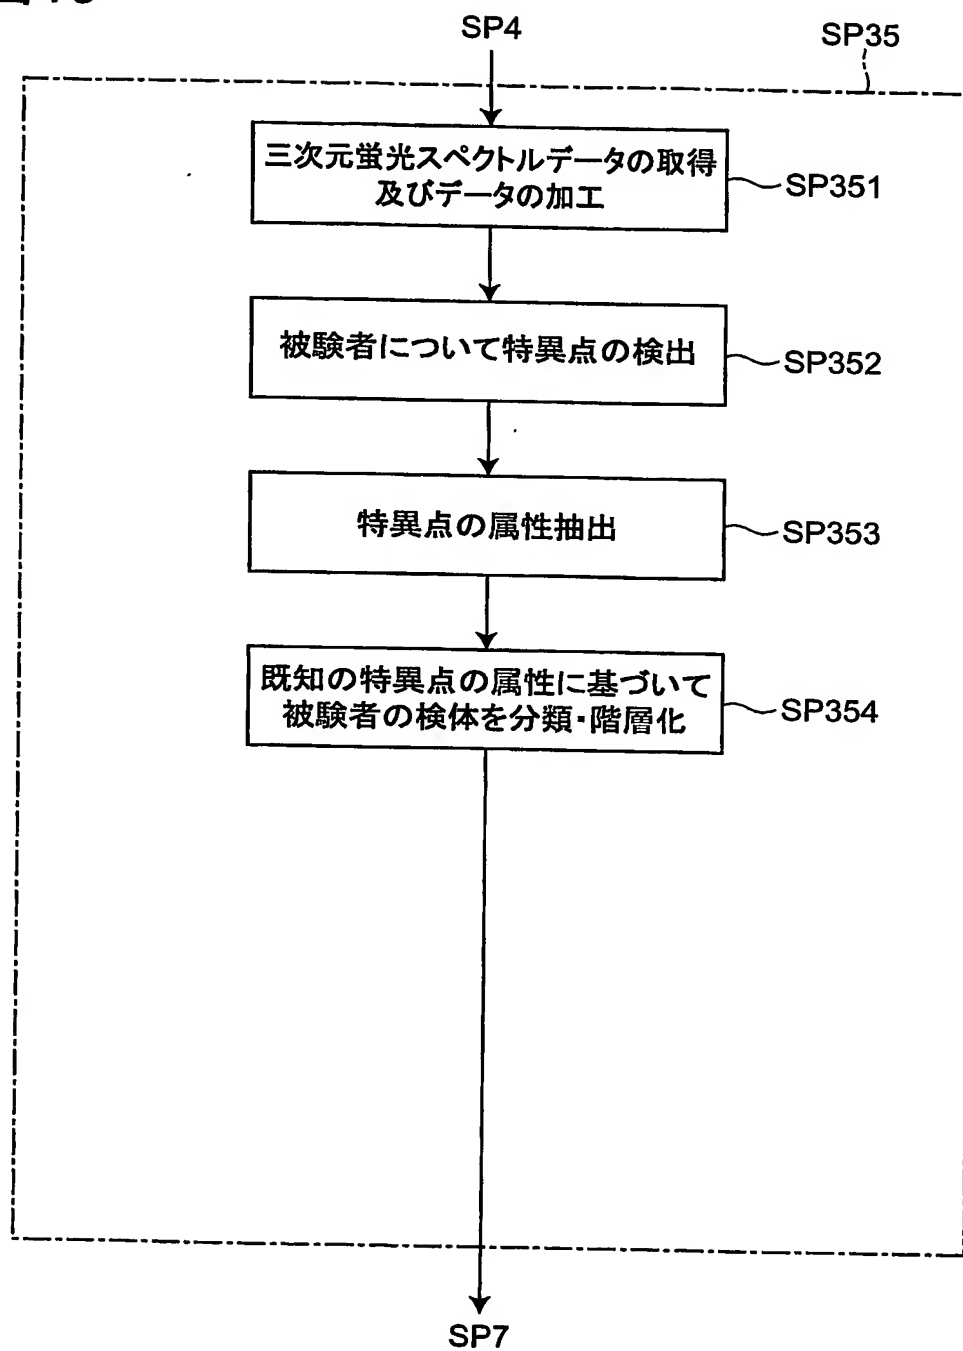 SP4
SP35
三次元蛍光スペクトルデータの取得
及びデータの加工
SP351
被験者について特異点の検出
SP352
特異点の属性抽出
SP353
既知の特異点の属性に基づいて
被験者の検体を分類・階層化
SP354
SP7